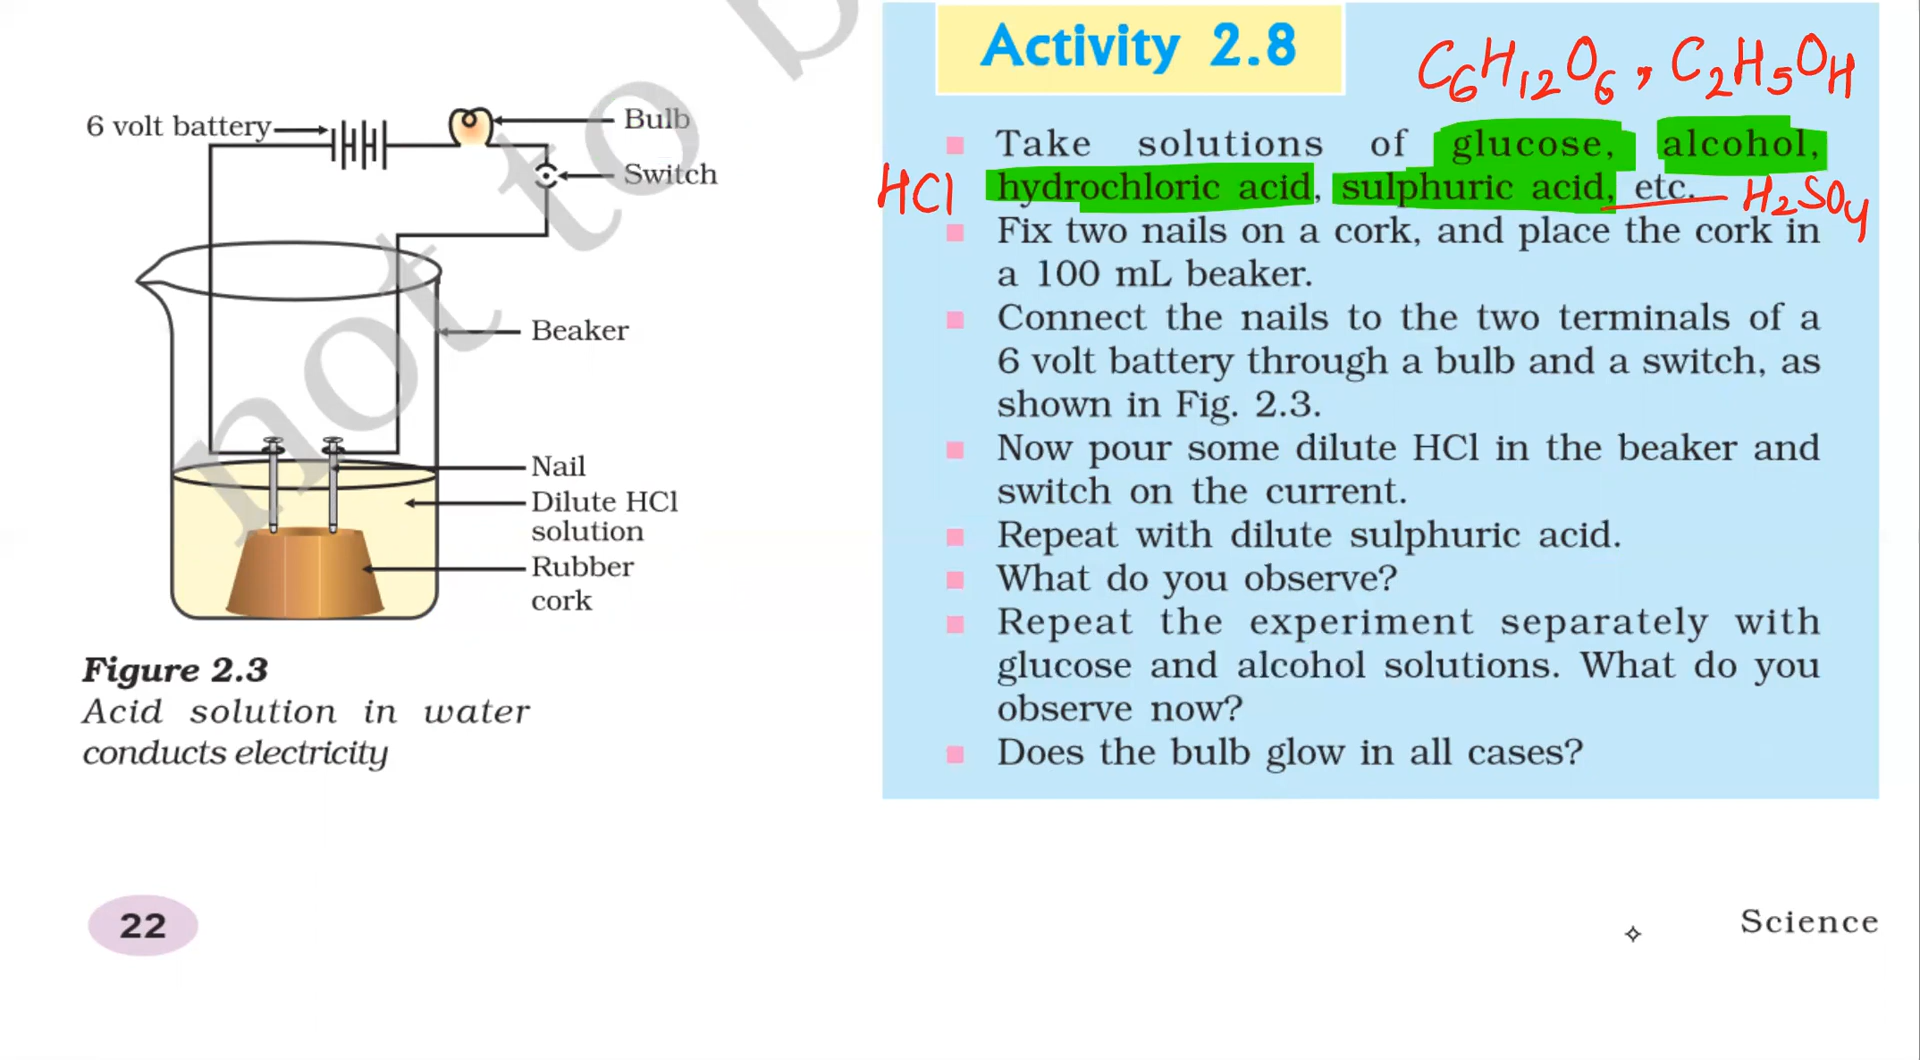 6 volt battery
Bulb
Switch
Beaker
Nail
Dilute HCl
solution
Rubber
cork
Figure 2.3
Acid solution in water
conducts electricity
not to b
Activity 2.8
C6H12O6, C2H5OH
Take solutions of glucose, alcohol,
HCl hydrochloric acid, sulphuric acid, etc. H2SO4
Fix two nails on a cork, and place the cork in
a 100 mL beaker.
Connect the nails to the two terminals of a
6 volt battery through a bulb and a switch, as
shown in Fig. 2.3.
Now pour some dilute HCl in the beaker and
switch on the current.
Repeat with dilute sulphuric acid.
What do you observe?
Repeat the experiment separately with
glucose and alcohol solutions. What do you
observe now?
Does the bulb glow in all cases?
22
Science